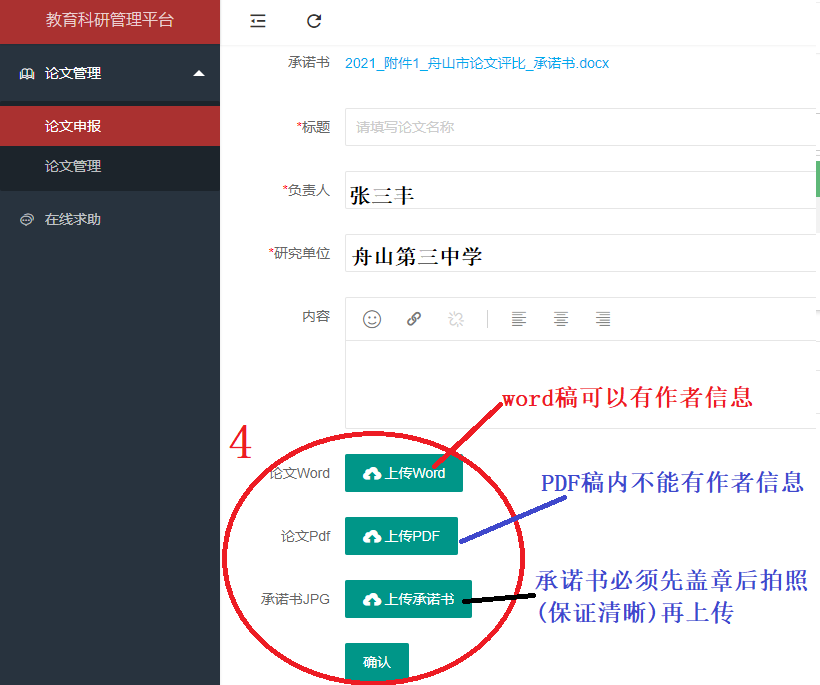 教育科研管理平台
论文管理
论文申报
论文管理
在线求助
承诺书 2021_附件1_舟山市论文评比_承诺书.docx
*标题 请填写论文名称
*负责人 张三丰
*研究单位 舟山第三中学
内容
word稿可以有作者信息
4
论文Word 上传Word
PDF稿内不能有作者信息
论文Pdf 上传PDF
承诺书必须先盖章后拍照
承诺书JPG 上传承诺书
(保证清晰)再上传
确认